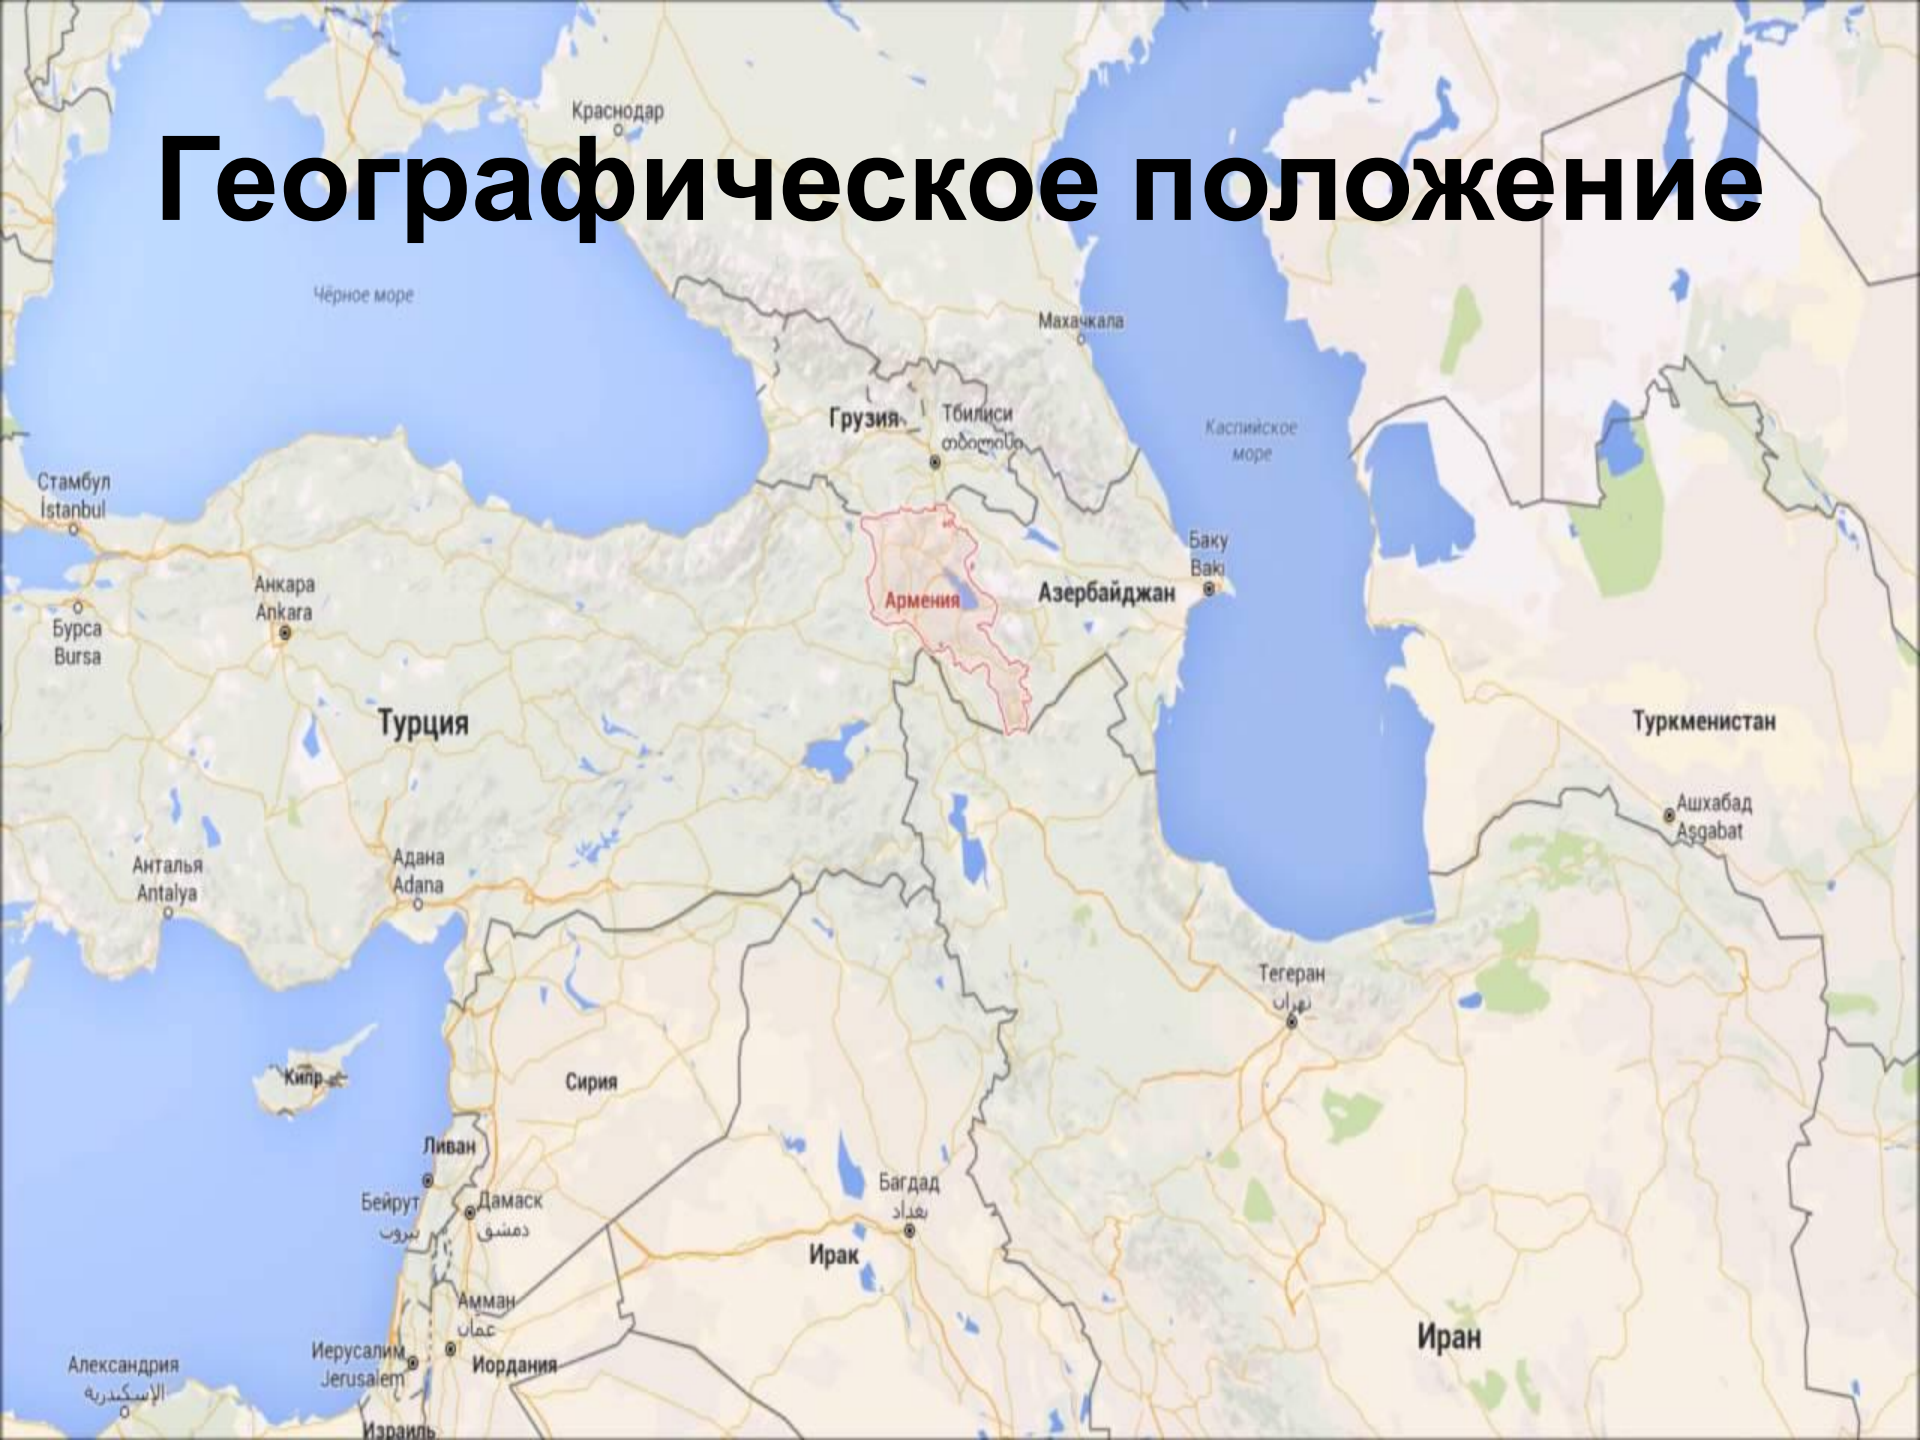 Краснодар
Географическое положение
Чёрное море
Махачкала
Грузия
Тбилиси
თბილისი
Каспийское
море
Стамбул
İstanbul
Баку
Bakı
Анкара
Ankara
Армения
Азербайджан
Бурса
Bursa
Турция
Туркменистан
Ашхабад
Aşgabat
Анталья
Antalya
Адана
Adana
Тегеран
تهران
Кипр
Сирия
Ливан
Бейрут
بيروت
Дамаск
دمشق
Багдад
بغداد
Ирак
Амман
عمان
Иерусалим
Jerusalem
Иордания
Иран
Александрия
الإسكندرية
Израиль